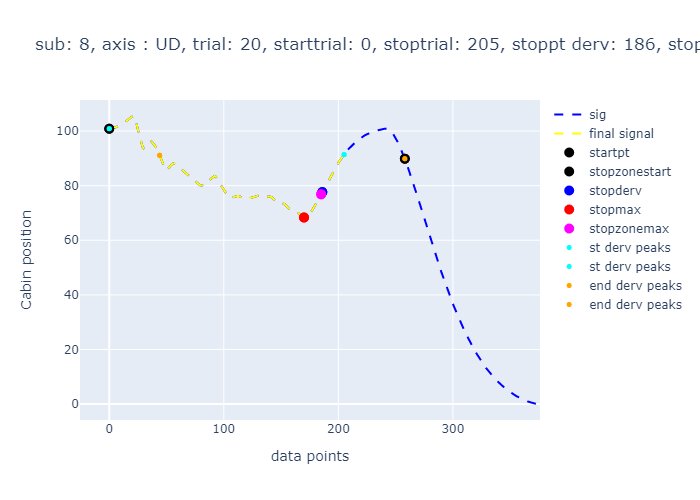 sub: 8, axis : UD, trial: 20, starttrial: 0, stoptrial: 205, stoppt derv: 186, stop
sig
final signal
startpt
stopzonestart
stopderv
stopmax
stopzonemax
st derv peaks
st derv peaks
end derv peaks
end derv peaks
Cabin position
100
80
60
40
20
0
0 100 200 300
data points